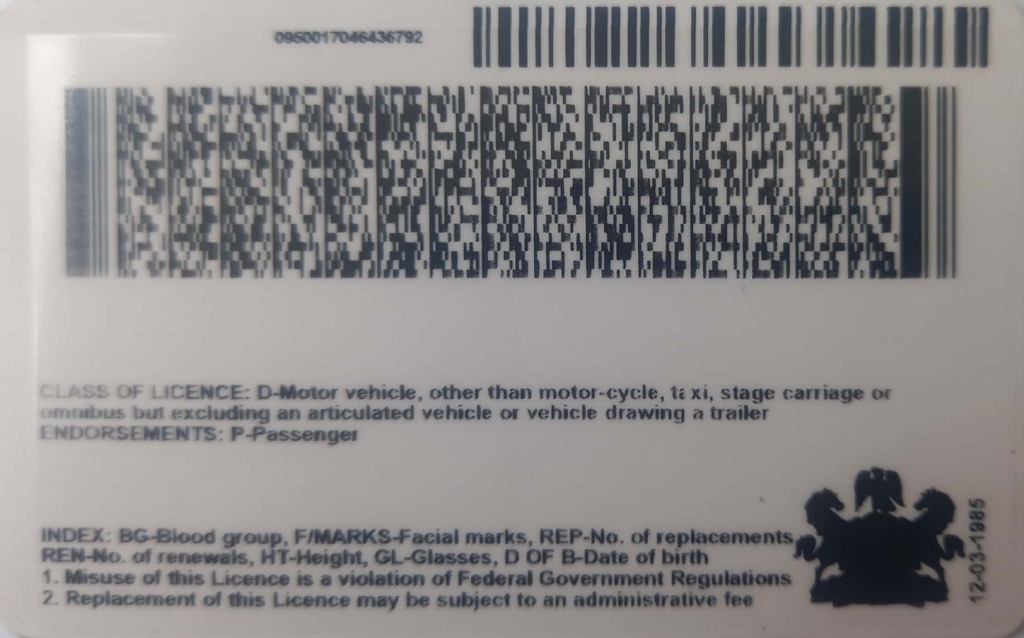 0950017046436792
CLASS OF LICENCE: D-Motor vehicle, other than motor-cycle, taxi, stage carriage or
omnibus but excluding an articulated vehicle or vehicle drawing a trailer
ENDORSEMENTS: P-Passenger
INDEX: BG-Blood group, F/MARKS-Facial marks, REP-No. of replacements,
REN-No. of renewals, HT-Height, GL-Glasses, D OF B-Date of birth
1. Misuse of this Licence is a violation of Federal Government Regulations
2. Replacement of this Licence may be subject to an administrative fee
12-03-1985